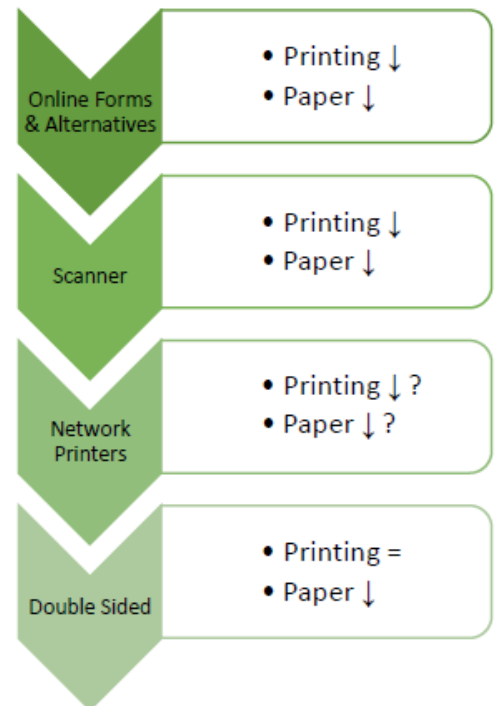 Online Forms
& Alternatives
• Printing ↓
• Paper ↓
Scanner
• Printing ↓
• Paper ↓
Network
Printers
• Printing ↓ ?
• Paper ↓ ?
Double Sided
• Printing =
• Paper ↓